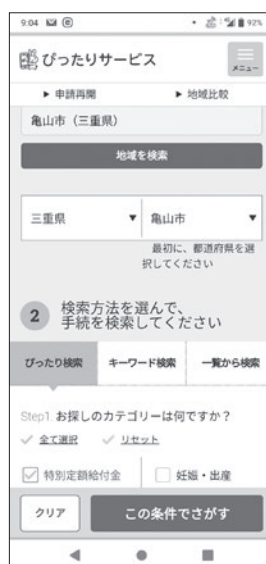 9:04
92%
ぴったりサービス
メニュー
▶ 申請再開
▶ 地域比較
亀山市（三重県）
地域を検索
三重県 ▼
亀山市 ▼
最初に、都道府県を選
択してください
2
検索方法を選んで、
手続を検索してください
ぴったり検索
キーワード検索
一覧から検索
Step1. お探しのカテゴリーは何ですか？
全て選択
リセット
特別定額給付金
妊娠・出産
クリア
この条件でさがす